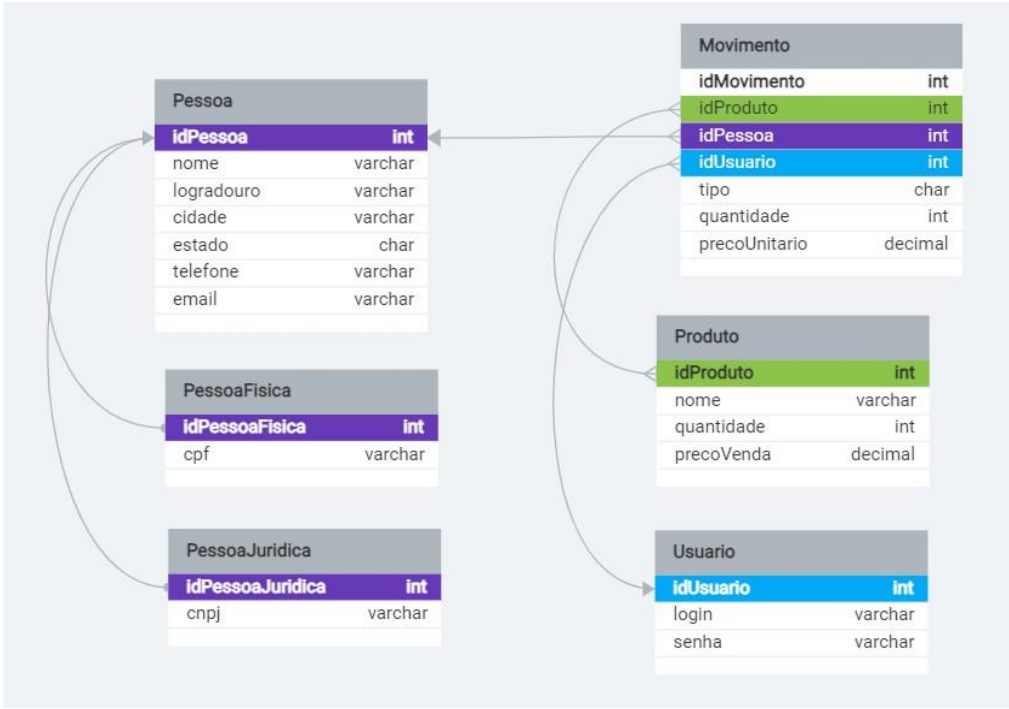 Pessoa
idPessoa int
nome varchar
logradouro varchar
cidade varchar
estado char
telefone varchar
email varchar
PessoaFisica
idPessoaFisica int
cpf varchar
PessoaJuridica
idPessoaJuridica int
cnpj varchar
Movimento
idMovimento int
idProduto int
idPessoa int
idUsuario int
tipo char
quantidade int
precoUnitario decimal
Produto
idProduto int
nome varchar
quantidade int
precoVenda decimal
Usuario
idUsuario int
login varchar
senha varchar